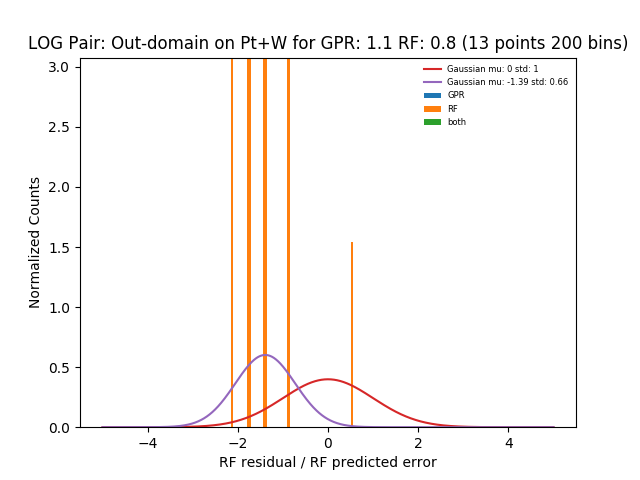 LOG Pair: Out-domain on Pt+W for GPR: 1.1 RF: 0.8 (13 points 200 bins)
Gaussian mu: 0 std: 1
Gaussian mu: -1.39 std: 0.66
GPR
RF
both
Normalized Counts
3.0
2.5
2.0
1.5
1.0
0.5
0.0
−4 −2 0 2 4
RF residual / RF predicted error